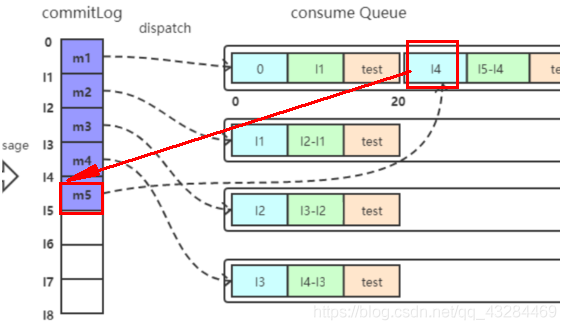 commitLog
consume Queue
dispatch
sage
0
l1
l2
l3
l4
l5
l6
l7
l8
m1
m2
m3
m4
m5
0 l1 test l4 l5-l4 te
0 20
l1 l2-l1 test
l2 l3-l2 test
l3 l4-l3 test
https://blog.csdn.net/qq_43284469